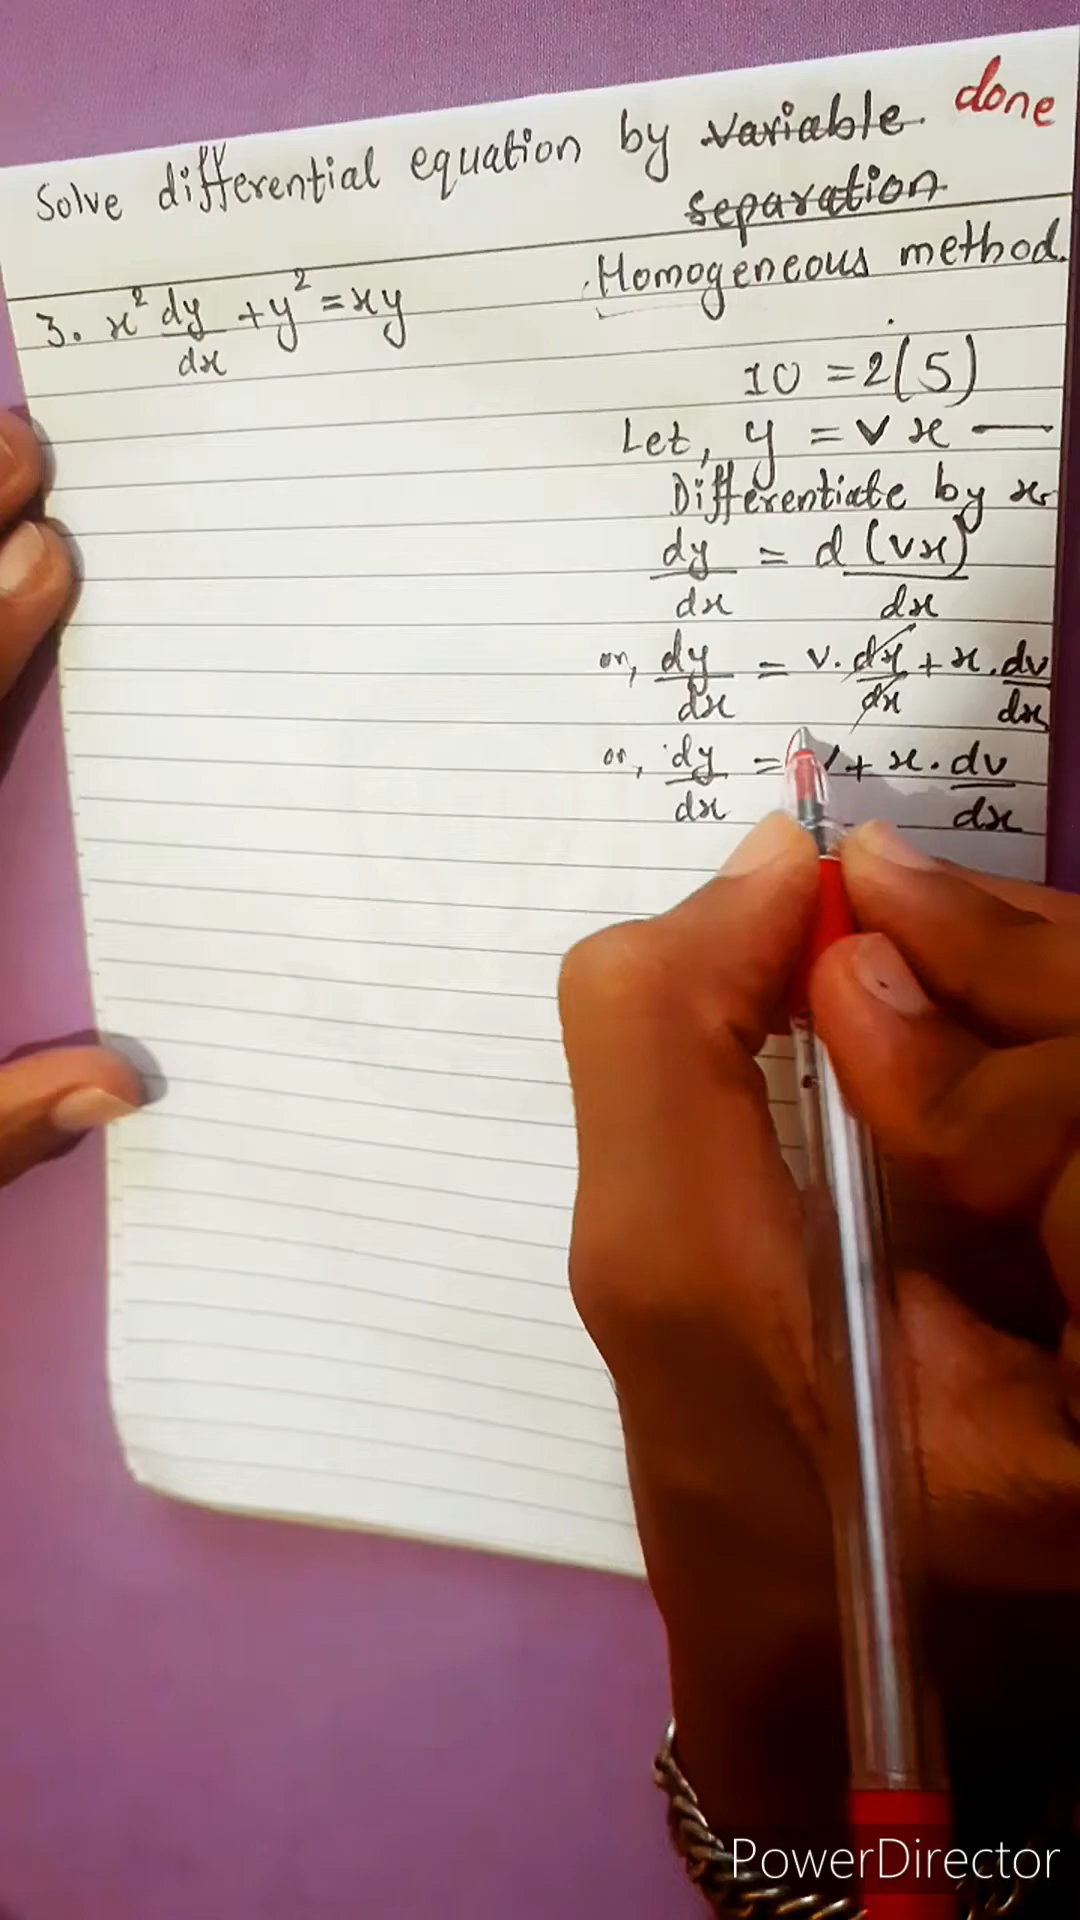 Solve differential equation by variable. done
separation
Homogeneous method.
3. x² dy/dx + y² = xy
10 = 2(5)
Let, y = vx —
Differentiate by x
dy/dx = d(vx)/dx
or, dy/dx = v. dx/dx + x. dv/dx
or, dy/dx = v + x. dv/dx
PowerDirector